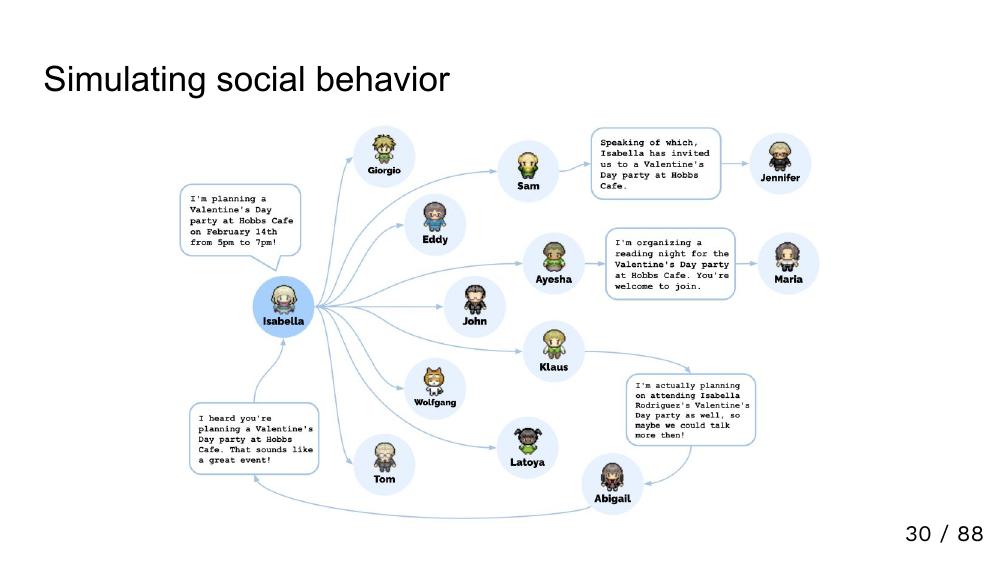 Simulating social behavior
Giorgio
Sam
Speaking of which,
Isabella has invited
us to a Valentine's
Day party at Hobbs
Cafe.
Jennifer
I'm planning a
Valentine's Day
party at Hobbs Cafe
on February 14th
from 5pm to 7pm!
Eddy
Ayesha
I'm organizing a
reading night for the
Valentine's Day party
at Hobbs Cafe. You're
welcome to join.
Maria
Isabella
John
Klaus
Wolfgang
I'm actually planning
on attending Isabella
Rodriguez's Valentine's
Day party as well, so
maybe we could talk
more then!
I heard you're
planning a Valentine's
Day party at Hobbs
Cafe. That sounds like
a great event!
Latoya
Tom
Abigail
30 / 88